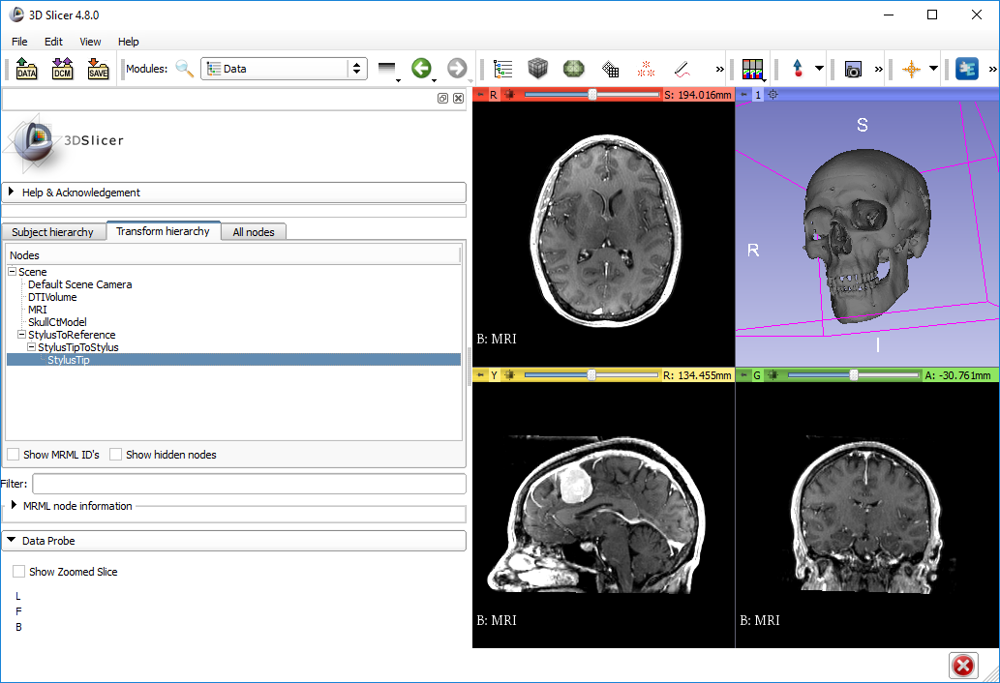 3D Slicer 4.8.0
File Edit View Help
DATA DCM SAVE Modules: Data
R S: 194.016mm
1
3DSlicer
Help & Acknowledgement
Subject hierarchy Transform hierarchy All nodes
Nodes
Scene
Default Scene Camera
DTIVolume
MRI
SkullCtModel
StylusToReference
StylusTipToStylus
StylusTip
Show MRML ID's Show hidden nodes
Filter:
MRML node information
Data Probe
Show Zoomed Slice
L
F
B
B: MRI
S
R
I
Y R: 134.455mm
G A: -30.761mm
B: MRI
B: MRI